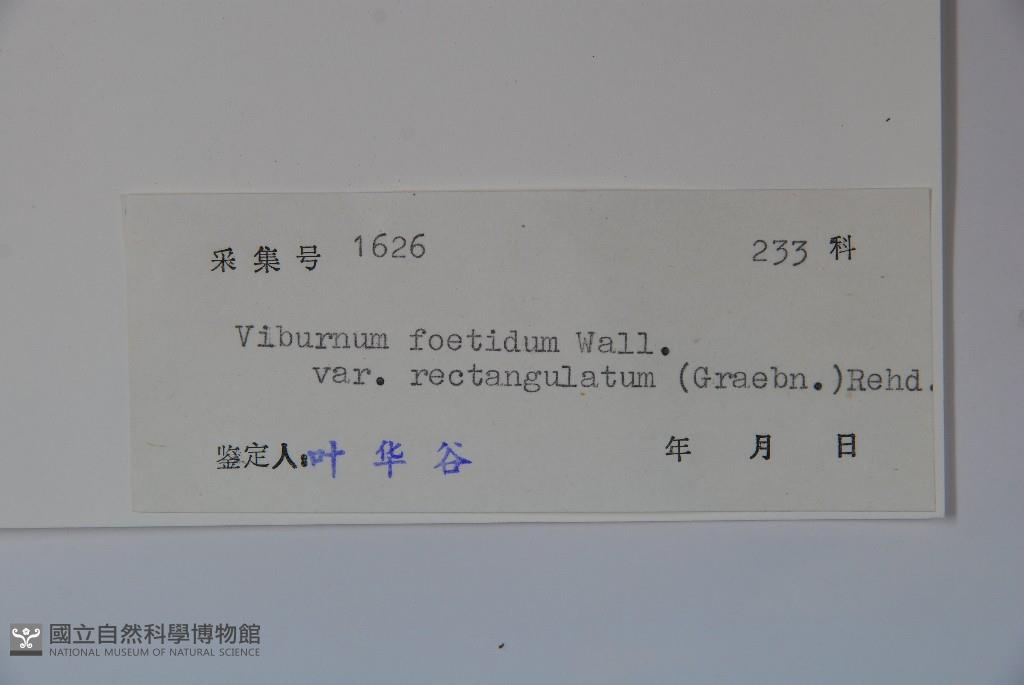 采集号 1626 233 科
Viburnum foetidum Wall.
var. rectangulatum (Graebn.)Rehd.
鉴定人:叶华谷 年 月 日
國立自然科學博物館
NATIONAL MUSEUM OF NATURAL SCIENCE